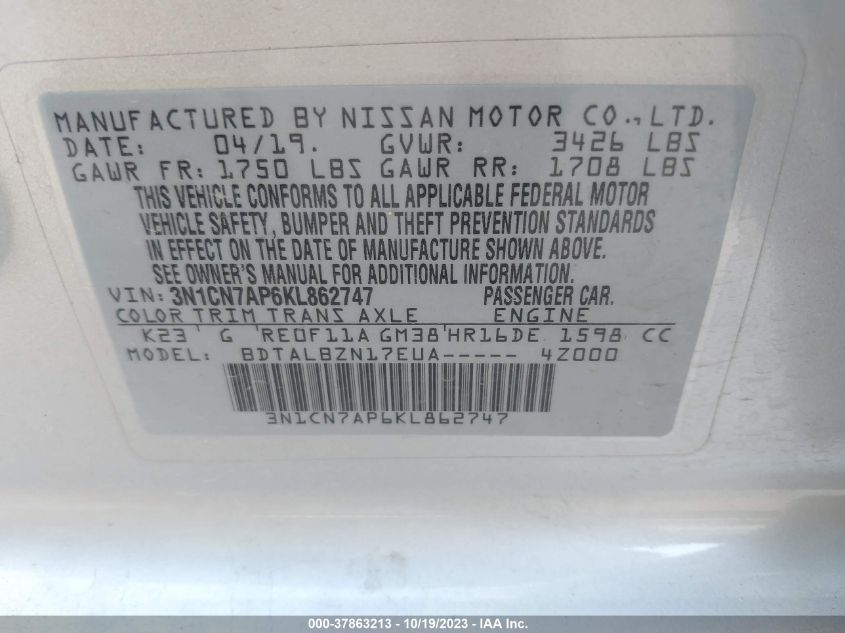 MANUFACTURED BY NISSAN MOTOR CO.,LTD.
DATE: 04/19. GVWR: 3426 LBS
GAWR FR: 1750 LBS GAWR RR: 1708 LBS
THIS VEHICLE CONFORMS TO ALL APPLICABLE FEDERAL MOTOR
VEHICLE SAFETY, BUMPER AND THEFT PREVENTION STANDARDS
IN EFFECT ON THE DATE OF MANUFACTURE SHOWN ABOVE.
SEE OWNER'S MANUAL FOR ADDITIONAL INFORMATION.
VIN: 3N1CN7AP6KL862747 PASSENGER CAR.
COLOR TRIM TRANS AXLE ENGINE
K23 G RE0F11A GM38 HR16DE 1598 CC
MODEL: BDTALBZN17EUA----- 4Z000
3N1CN7AP6KL862747
000-37863213 - 10/19/2023 - IAA Inc.